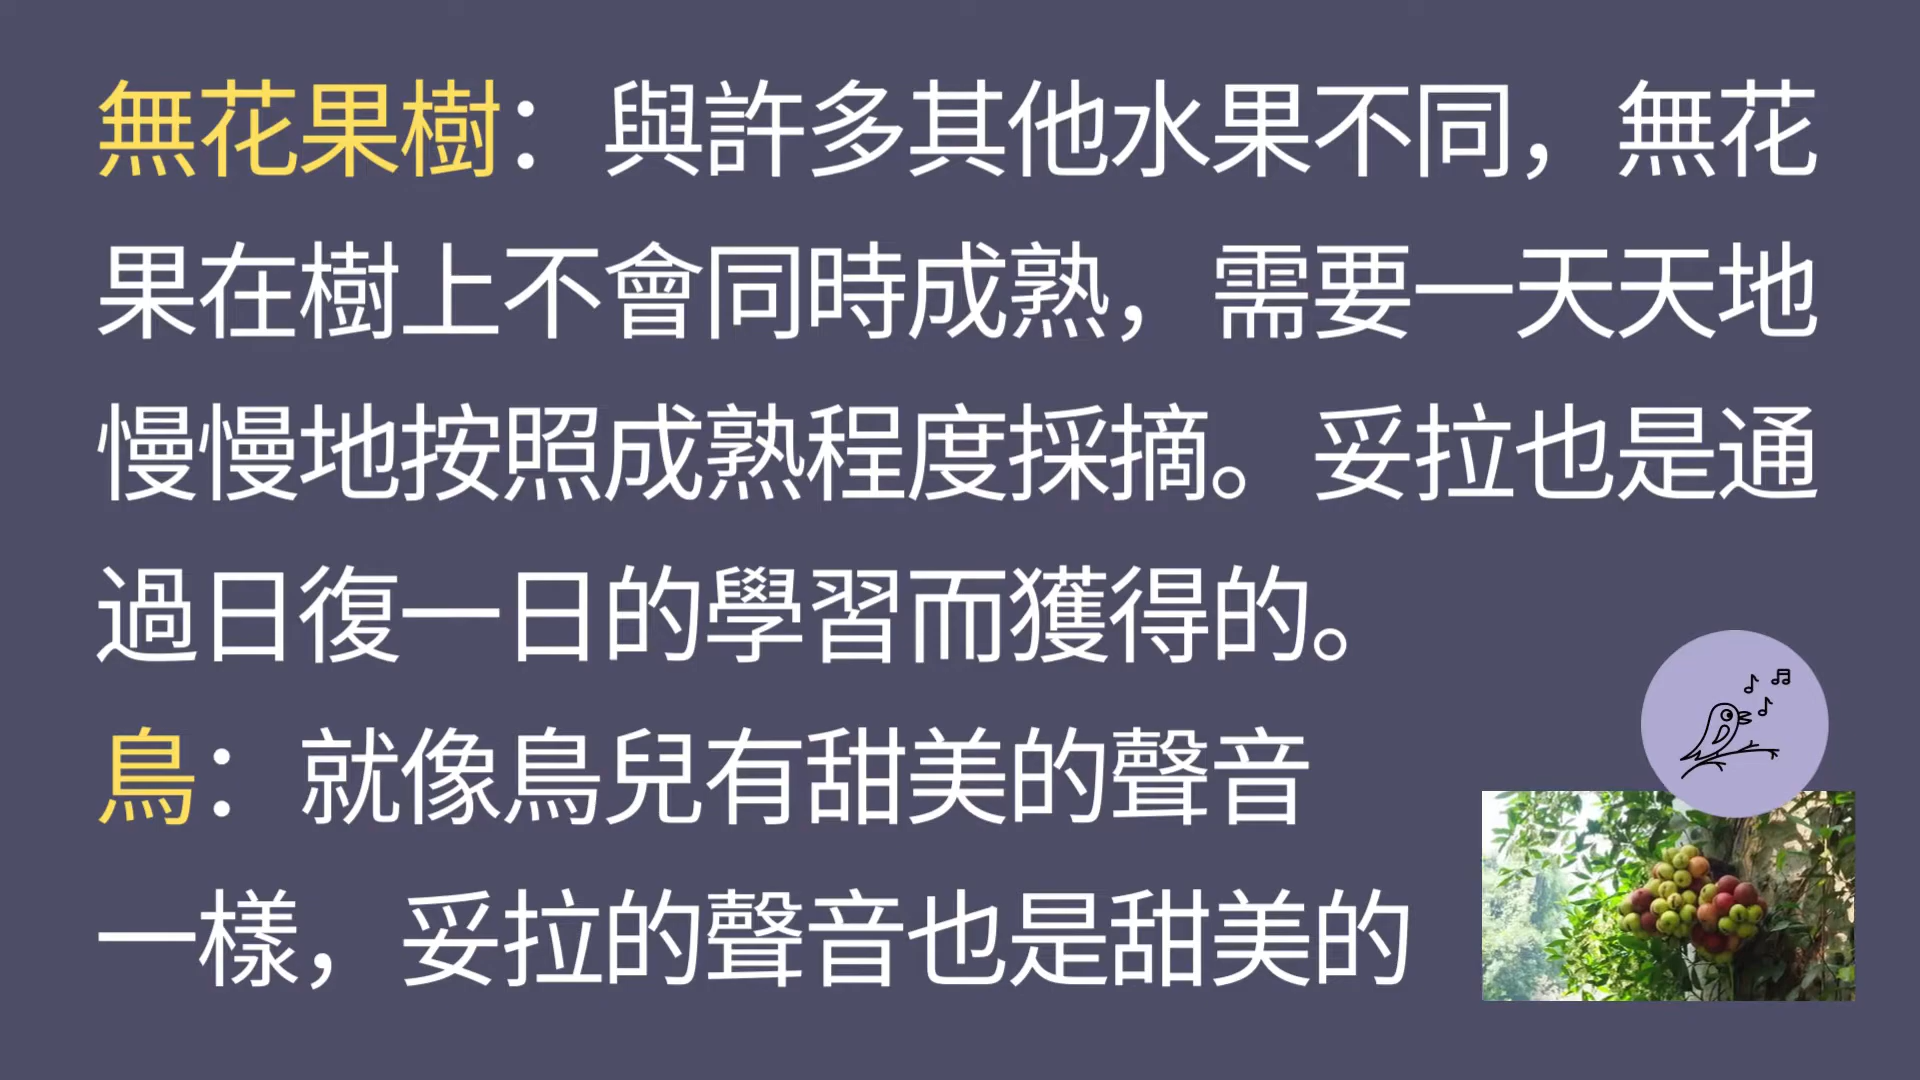 無花果樹：與許多其他水果不同，無花
果在樹上不會同時成熟，需要一天天地
慢慢地按照成熟程度採摘。妥拉也是通
過日復一日的學習而獲得的。
鳥：就像鳥兒有甜美的聲音
一樣，妥拉的聲音也是甜美的